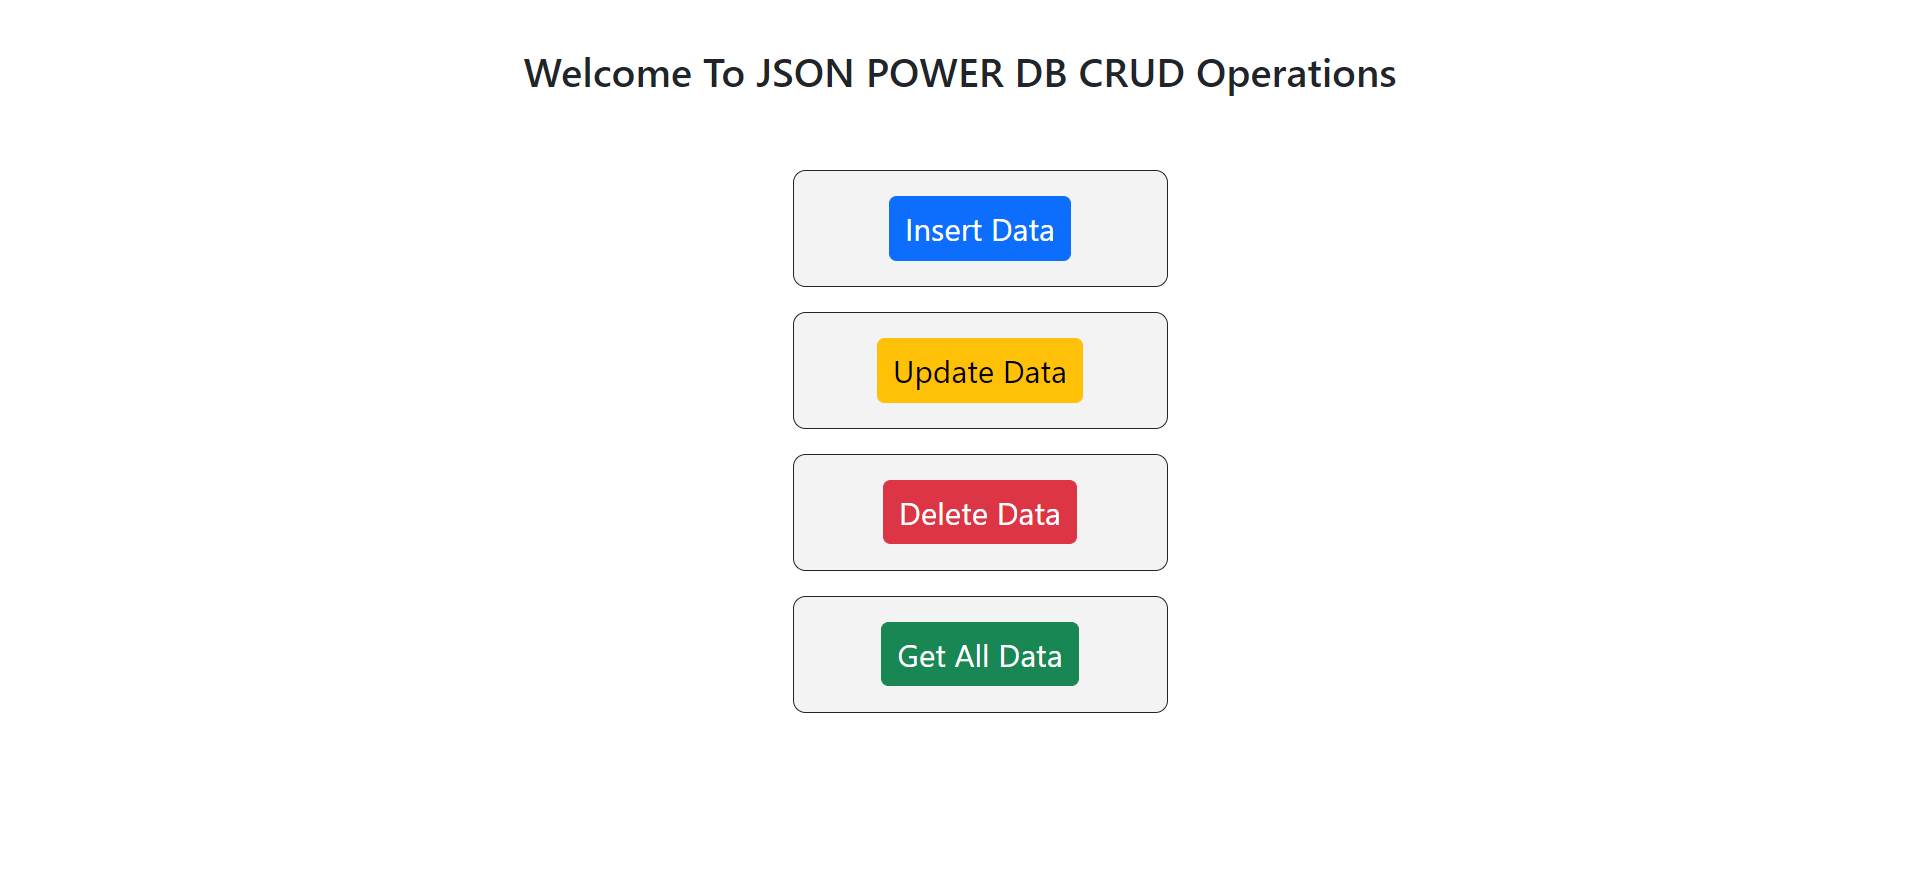 Welcome To JSON POWER DB CRUD Operations
Insert Data
Update Data
Delete Data
Get All Data